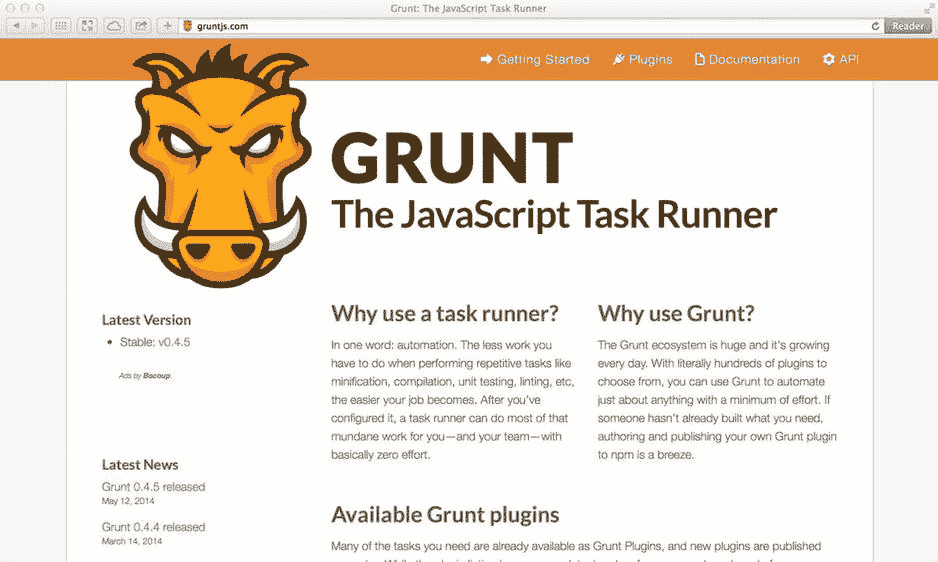 Grunt: The JavaScript Task Runner
gruntjs.com
Reader
Getting Started
Plugins
Documentation
API
GRUNT
The JavaScript Task Runner
Latest Version
• Stable: v0.4.5
Ads by Bocoup.
Latest News
Grunt 0.4.5 released
May 12, 2014
Grunt 0.4.4 released
March 14, 2014
Why use a task runner?
In one word: automation. The less work you
have to do when performing repetitive tasks like
minification, compilation, unit testing, linting, etc,
the easier your job becomes. After you've
configured it, a task runner can do most of that
mundane work for you—and your team—with
basically zero effort.
Why use Grunt?
The Grunt ecosystem is huge and it's growing
every day. With literally hundreds of plugins to
choose from, you can use Grunt to automate
just about anything with a minimum of effort. If
someone hasn't already built what you need,
authoring and publishing your own Grunt plugin
to npm is a breeze.
Available Grunt plugins
Many of the tasks you need are already available as Grunt Plugins, and new plugins are published